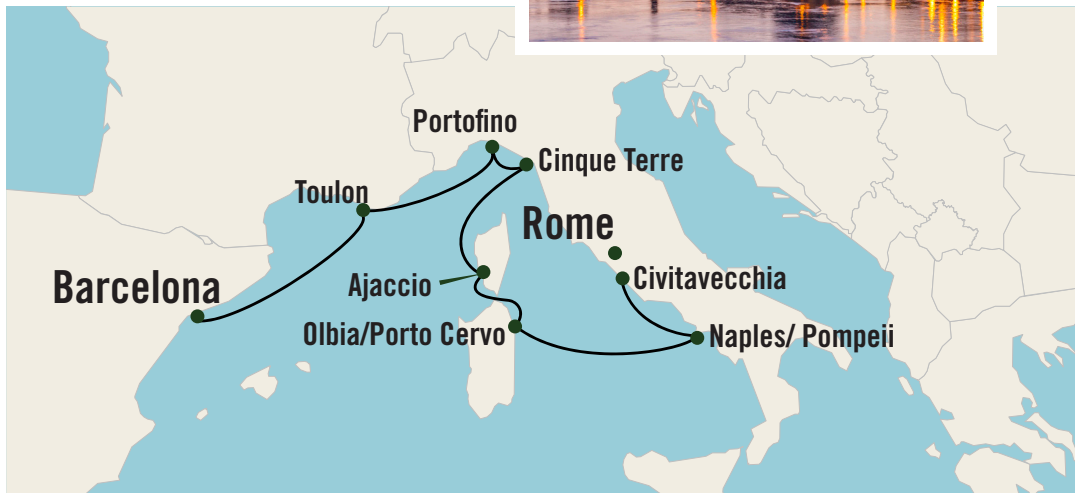 Portofino
Cinque Terre
Toulon
Rome
Barcelona
Ajaccio
Civitavecchia
Olbia/Porto Cervo
Naples/ Pompeii